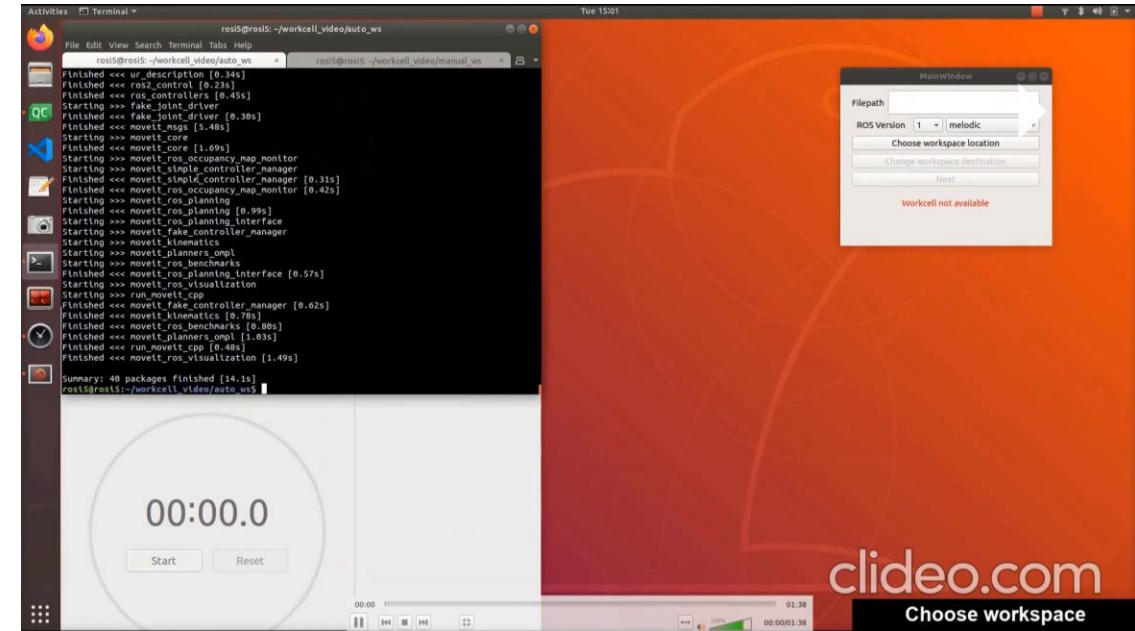 Activities Terminal Tue 15:01
rosi5@rosi5: ~/workcell_video/auto_ws
File Edit View Search Terminal Tabs Help
rosi5@rosi5: ~/workcell_video/auto_ws × rosi5@rosi5: ~/workcell_video/manual_ws ×
Finished <<< ur_description [0.34s]
Finished <<< ros2_control [0.23s]
Finished <<< ros_controllers [0.45s]
Starting >>> fake_joint_driver
Finished <<< fake_joint_driver [0.30s]
Finished <<< moveit_msgs [5.48s]
Starting >>> moveit_core
Finished <<< moveit_core [1.69s]
Starting >>> moveit_ros_occupancy_map_monitor
Starting >>> moveit_simple_controller_manager
Finished <<< moveit_simple_controller_manager [0.31s]
Finished <<< moveit_ros_occupancy_map_monitor [0.42s]
Starting >>> moveit_ros_planning
Finished <<< moveit_ros_planning [0.99s]
Starting >>> moveit_ros_planning_interface
Starting >>> moveit_fake_controller_manager
Starting >>> moveit_kinematics
Starting >>> moveit_planners_ompl
Starting >>> moveit_ros_benchmarks
Finished <<< moveit_ros_planning_interface [0.57s]
Starting >>> moveit_ros_visualization
Starting >>> run_moveit_cpp
Finished <<< moveit_fake_controller_manager [0.62s]
Finished <<< moveit_kinematics [0.78s]
Finished <<< moveit_ros_benchmarks [0.80s]
Finished <<< moveit_planners_ompl [1.03s]
Finished <<< run_moveit_cpp [0.48s]
Finished <<< moveit_ros_visualization [1.49s]
Summary: 40 packages finished [14.1s]
rosi5@rosi5:~/workcell_video/auto_ws$
MainWindow
Filepath
ROS Version 1 melodic
Choose workspace location
Change workspace destination
Next
Workcell not available
QC
00:00.0
Start Reset
clideo.com
00:00 01:38
100% 00:00/01:38
Choose workspace